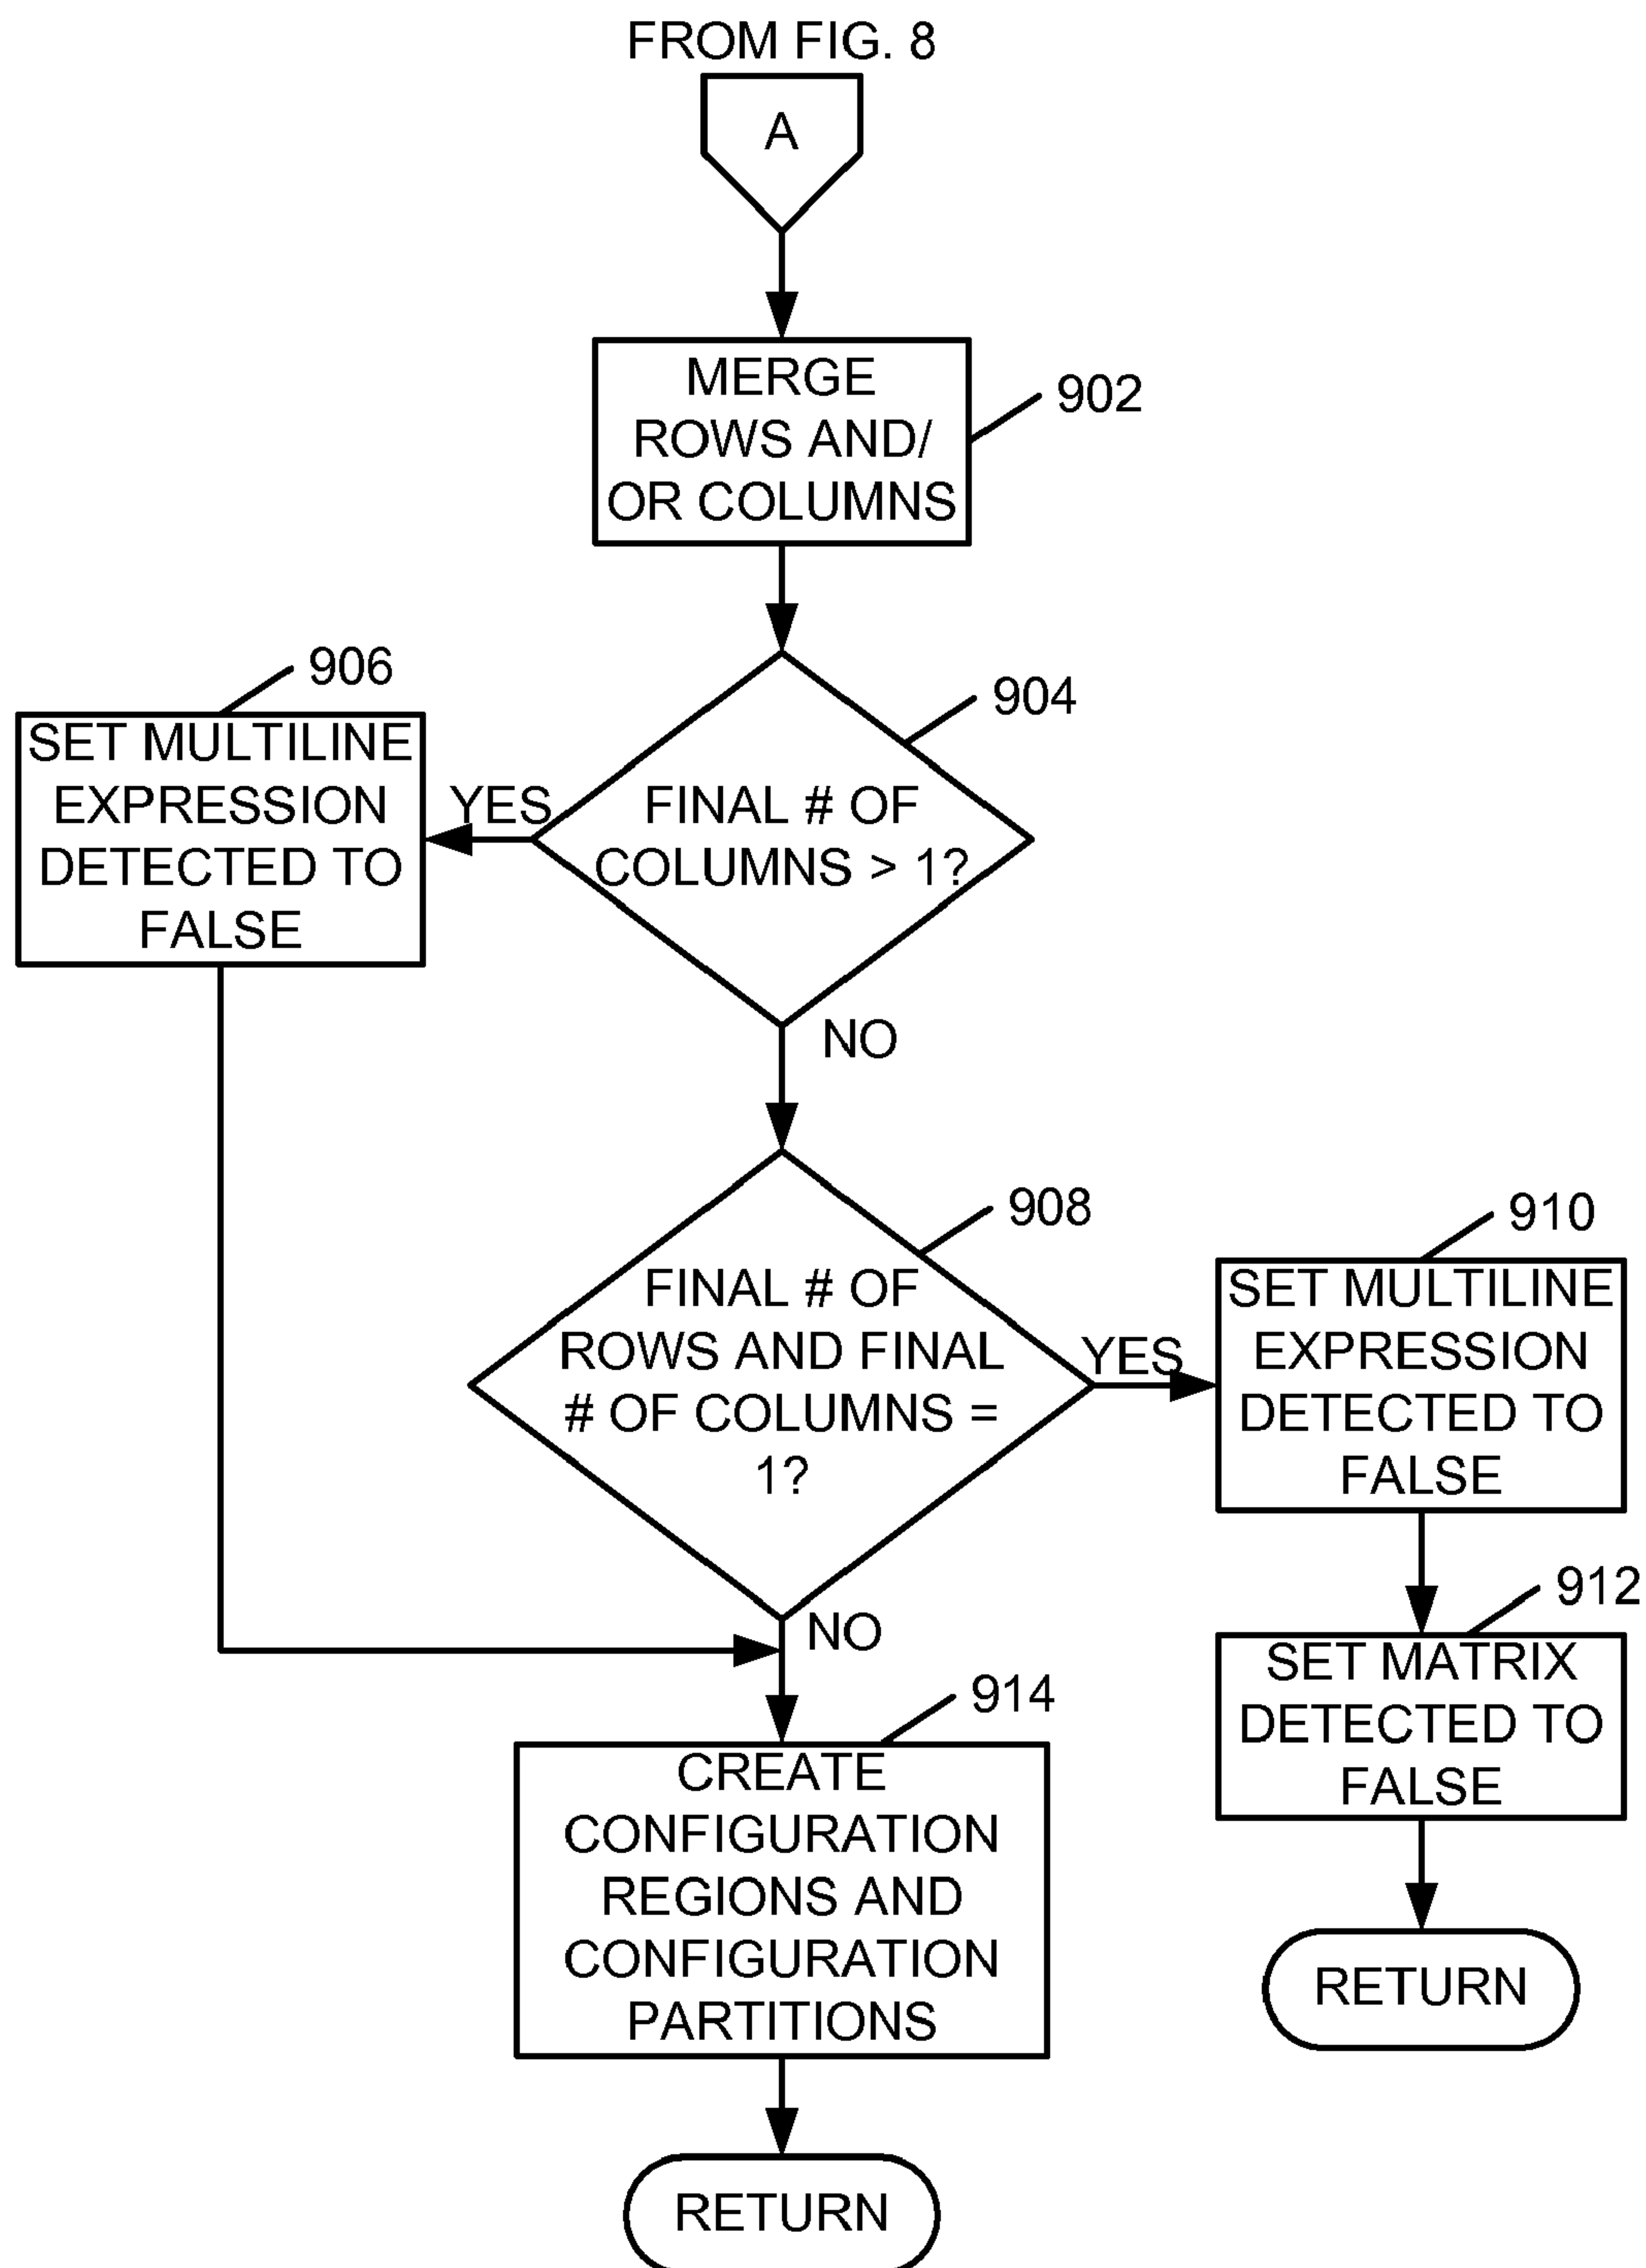 FROM FIG. 8
A
MERGE
ROWS AND/
OR COLUMNS
902
904
FINAL # OF
COLUMNS > 1?
YES
NO
906
SET MULTILINE
EXPRESSION
DETECTED TO
FALSE
908
FINAL # OF
ROWS AND FINAL
# OF COLUMNS =
1?
YES
NO
910
SET MULTILINE
EXPRESSION
DETECTED TO
FALSE
912
SET MATRIX
DETECTED TO
FALSE
RETURN
914
CREATE
CONFIGURATION
REGIONS AND
CONFIGURATION
PARTITIONS
RETURN